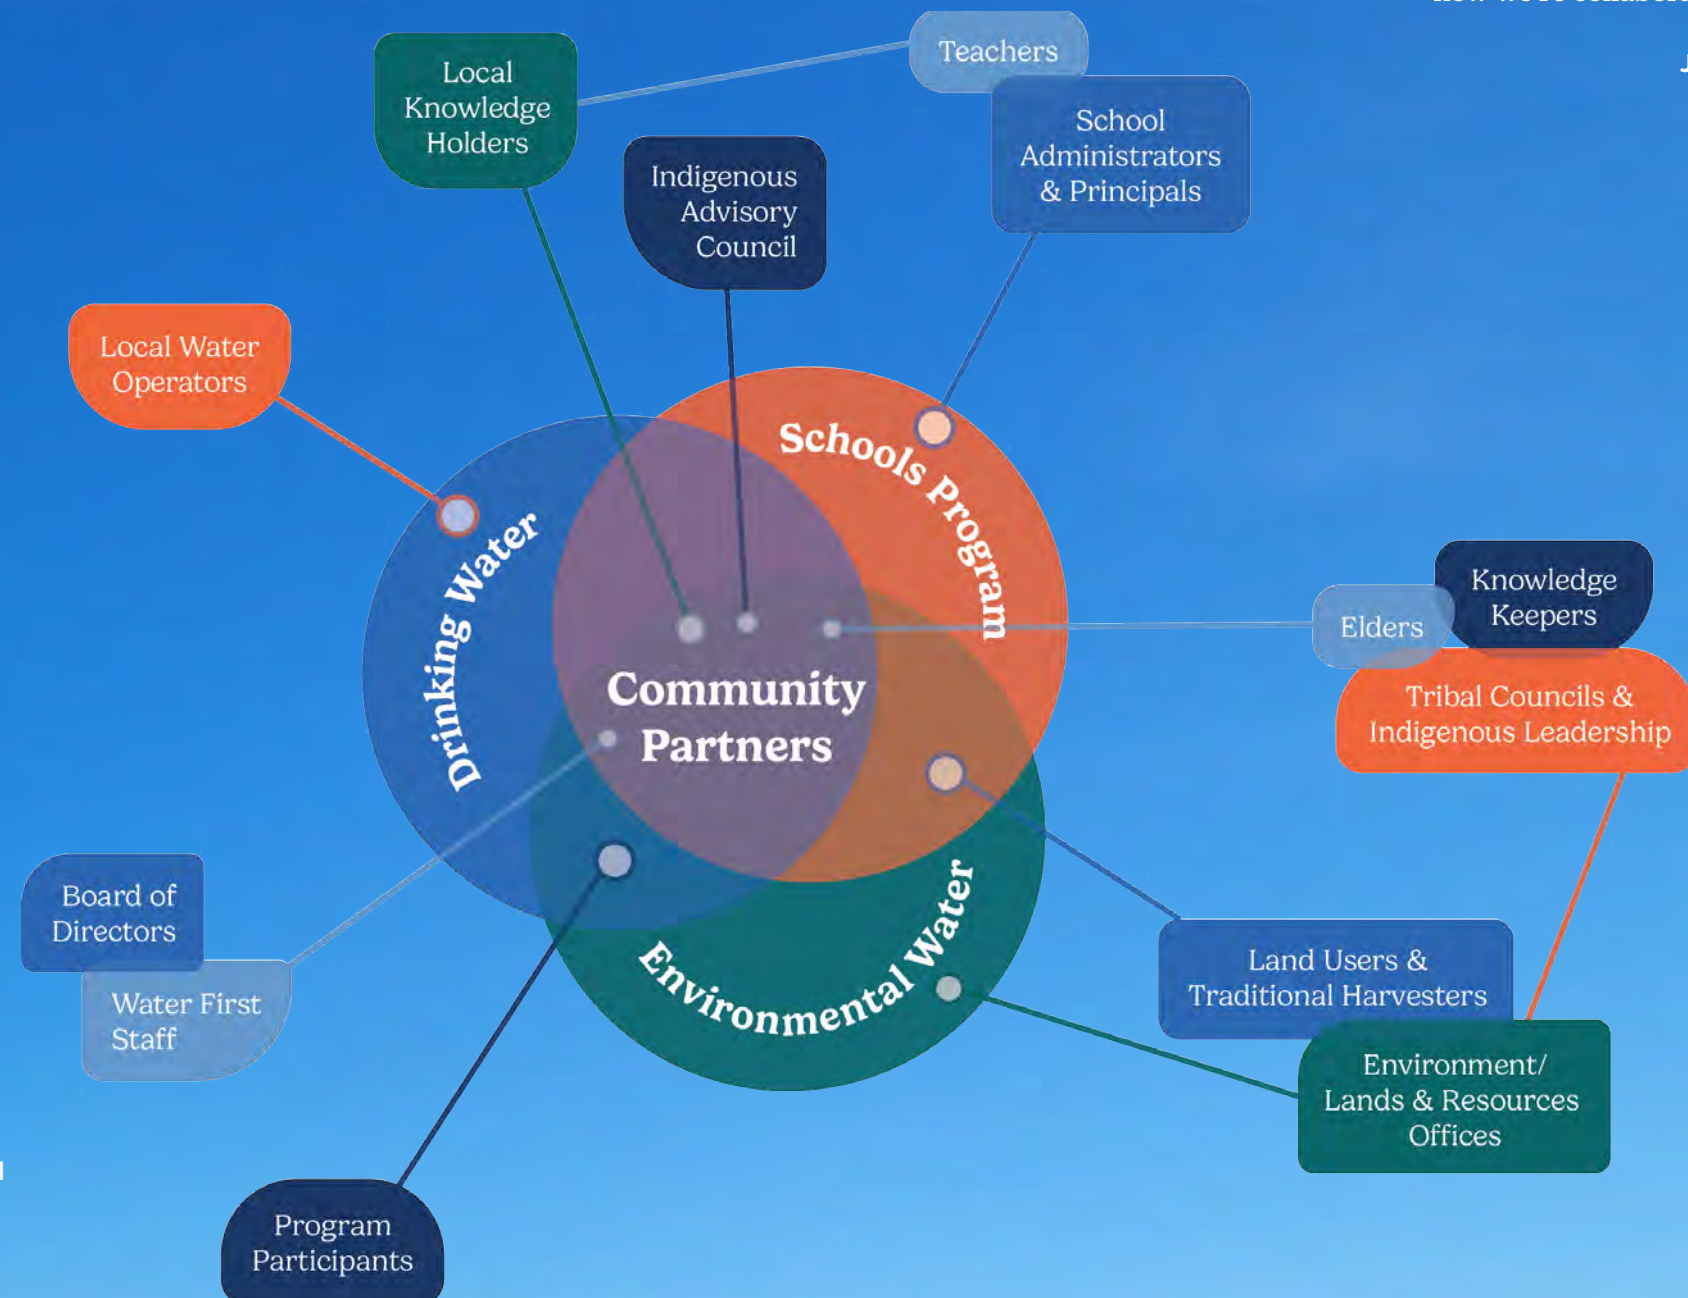 Teachers
Local
Knowledge
Holders
School
Administrators
& Principals
Indigenous
Advisory
Council
Local Water
Operators
Schools Program
Drinking Water
Knowledge
Keepers
Elders
Community
Partners
Tribal Councils &
Indigenous Leadership
Board of
Directors
Water First
Staff
Environmental Water
Land Users &
Traditional Harvesters
Environment/
Lands & Resources
Offices
Program
Participants